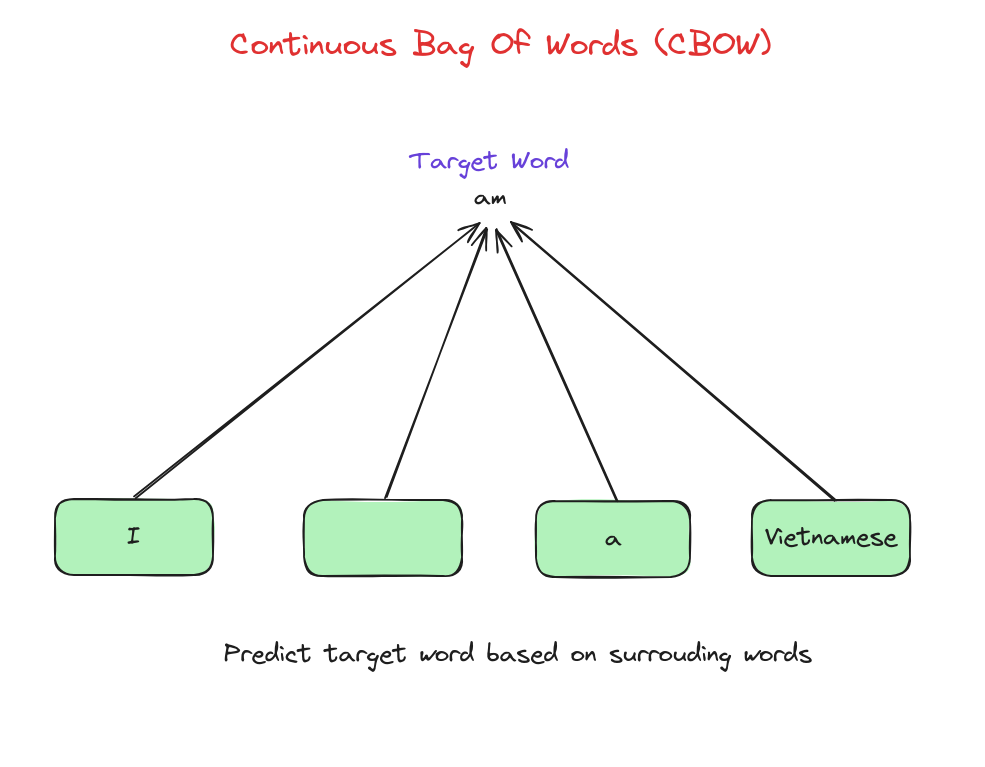 Continuous Bag Of Words (CBOW)
Target Word
am
I
a
Vietnamese
Predict target word based on surrouding words